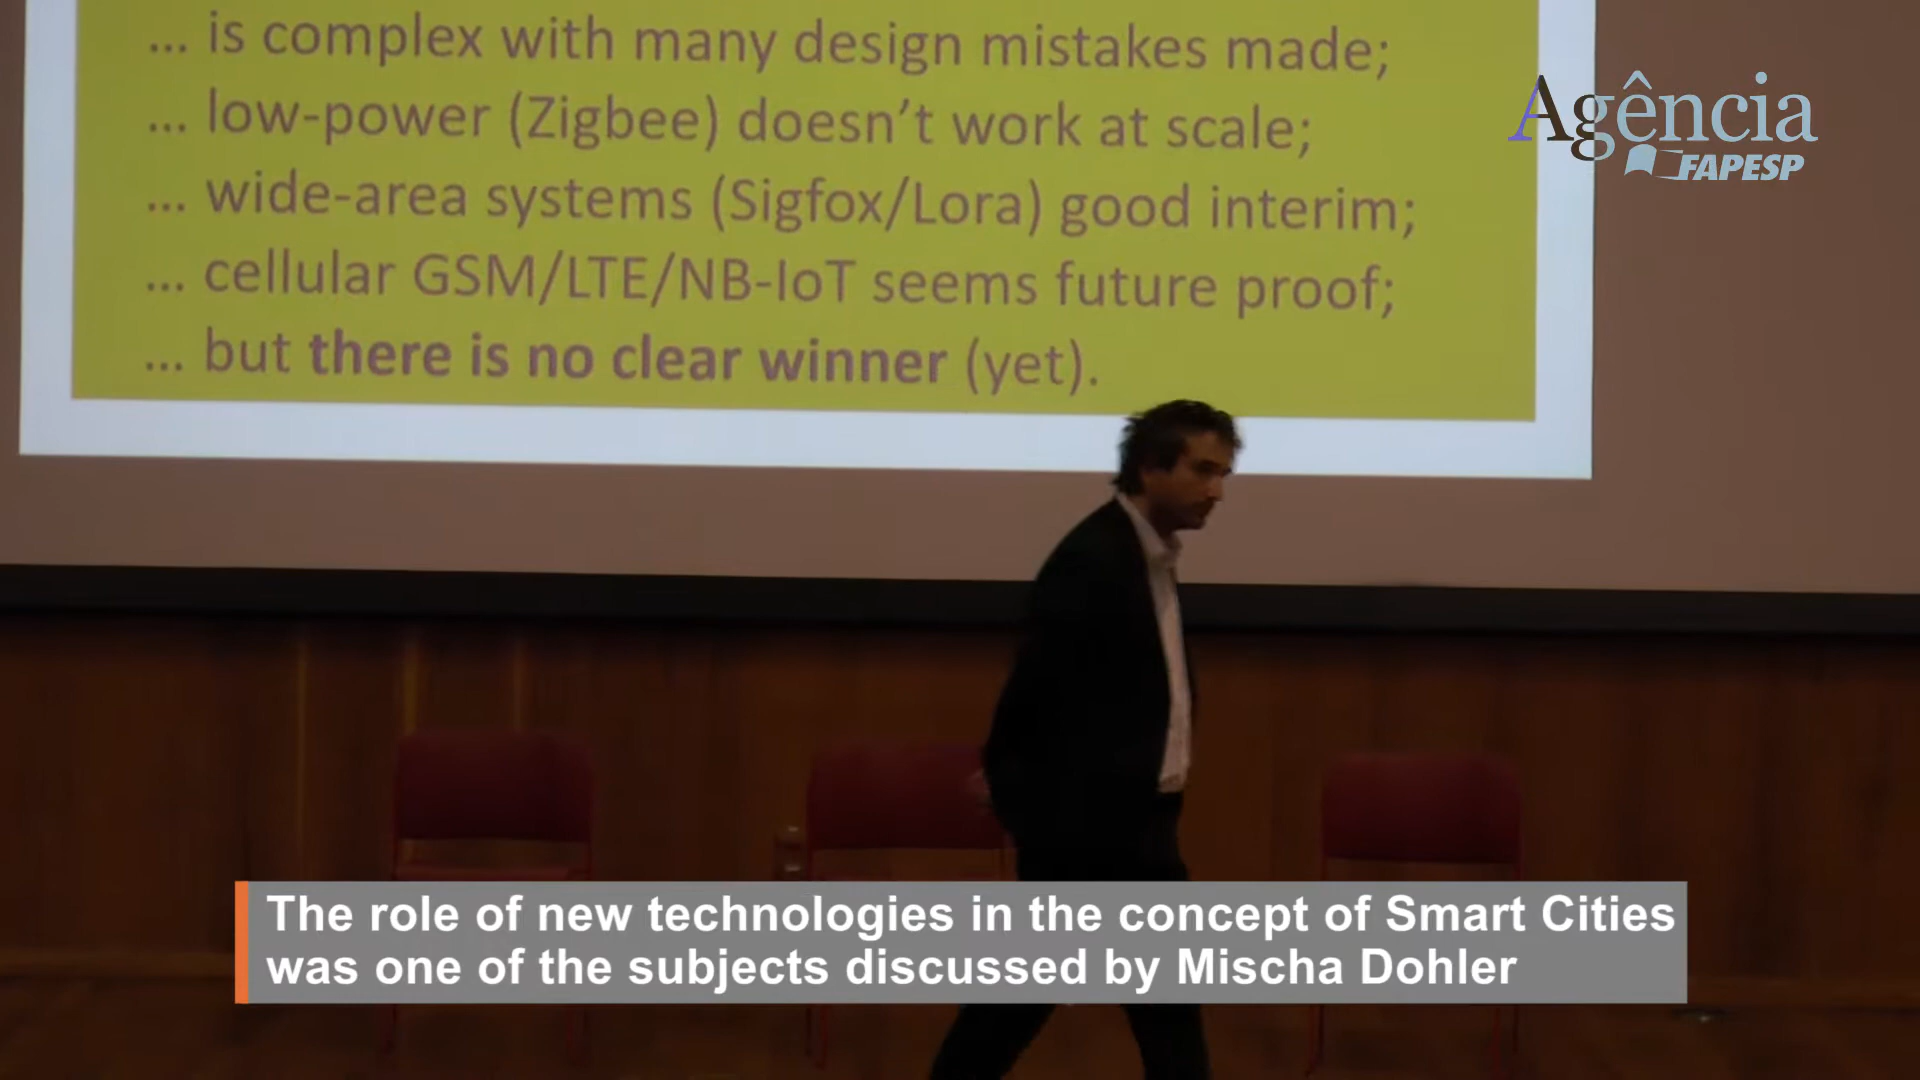 ... is complex with many design mistakes made;
... low-power (Zigbee) doesn't work at scale;
... wide-area systems (Sigfox/Lora) good interim;
... cellular GSM/LTE/NB-IoT seems future proof;
... but there is no clear winner (yet).
Agência
FAPESP
The role of new technologies in the concept of Smart Cities
was one of the subjects discussed by Mischa Dohler